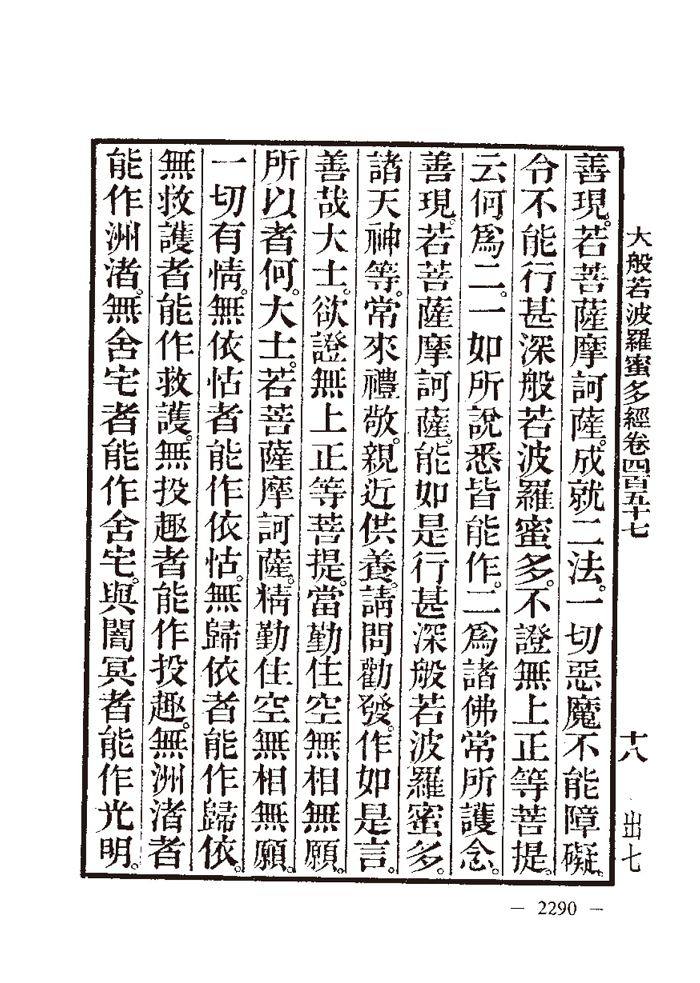 大般若波羅蜜多經卷四百五十七 十八 出七
善現。若菩薩摩訶薩。成就二法。一切惡魔不能障礙。
令不能行甚深般若波羅蜜多。不證無上正等菩提。
云何爲二。一如所說悉皆能作。二爲諸佛常所護念。
善現。若菩薩摩訶薩。能如是行甚深般若波羅蜜多。
諸天神等。常來禮敬。親近供養。請問勸發。作如是言。
善哉大士。欲證無上正等菩提。當勤住空無相無願。
所以者何。大士。若菩薩摩訶薩。精勤住空無相無願。
一切有情。無依怙者能作依怙。無歸依者能作歸依。
無救護者能作救護。無投趣者能作投趣。無洲渚者
能作洲渚。無舍宅者能作舍宅。與闇冥者能作光明。
— 2290 —